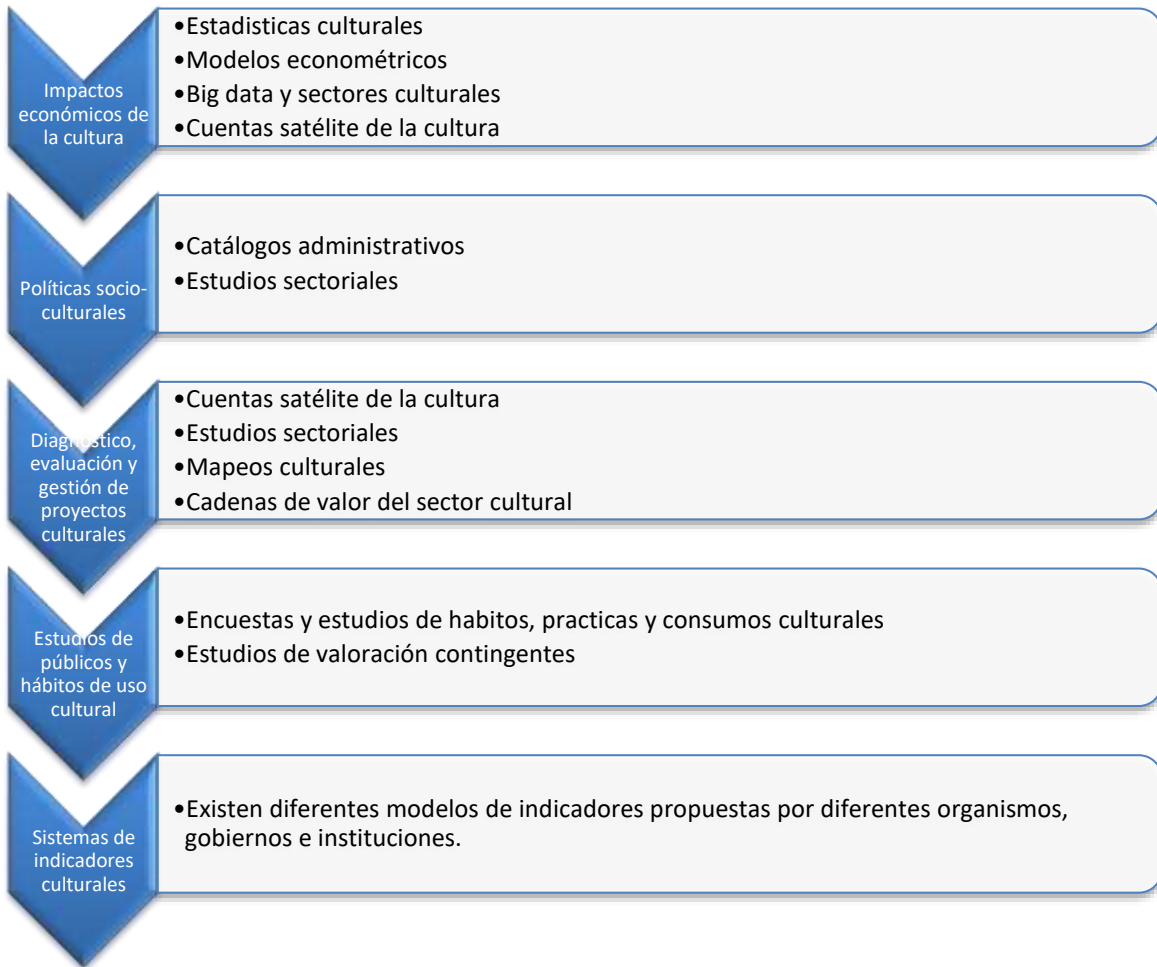 Impactos
económicos de
la cultura
•Estadisticas culturales
•Modelos econométricos
•Big data y sectores culturales
•Cuentas satélite de la cultura
Políticas socio-
culturales
•Catálogos administrativos
•Estudios sectoriales
Diagnóstico,
evaluación y
gestión de
proyectos
culturales
•Cuentas satélite de la cultura
•Estudios sectoriales
•Mapeos culturales
•Cadenas de valor del sector cultural
Estudios de
públicos y
hábitos de uso
cultural
•Encuestas y estudios de habitos, practicas y consumos culturales
•Estudios de valoración contingentes
Sistemas de
indicadores
culturales
•Existen diferentes modelos de indicadores propuestas por diferentes organismos,
gobiernos e instituciones.